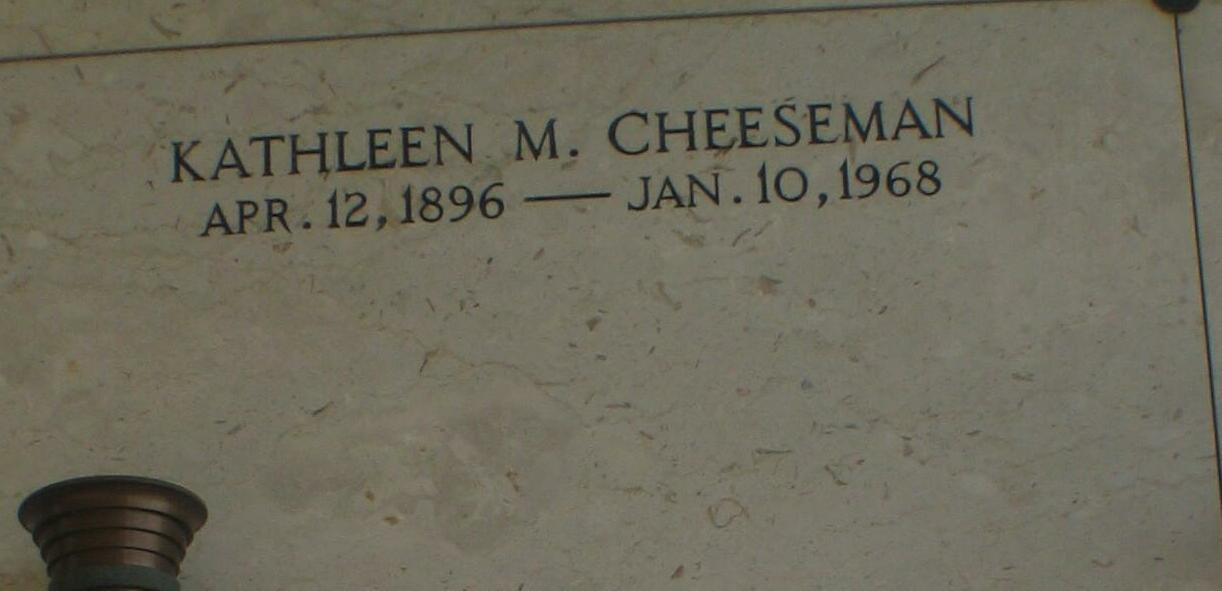 KATHLEEN M. CHEESEMAN
APR. 12, 1896 — JAN. 10, 1968